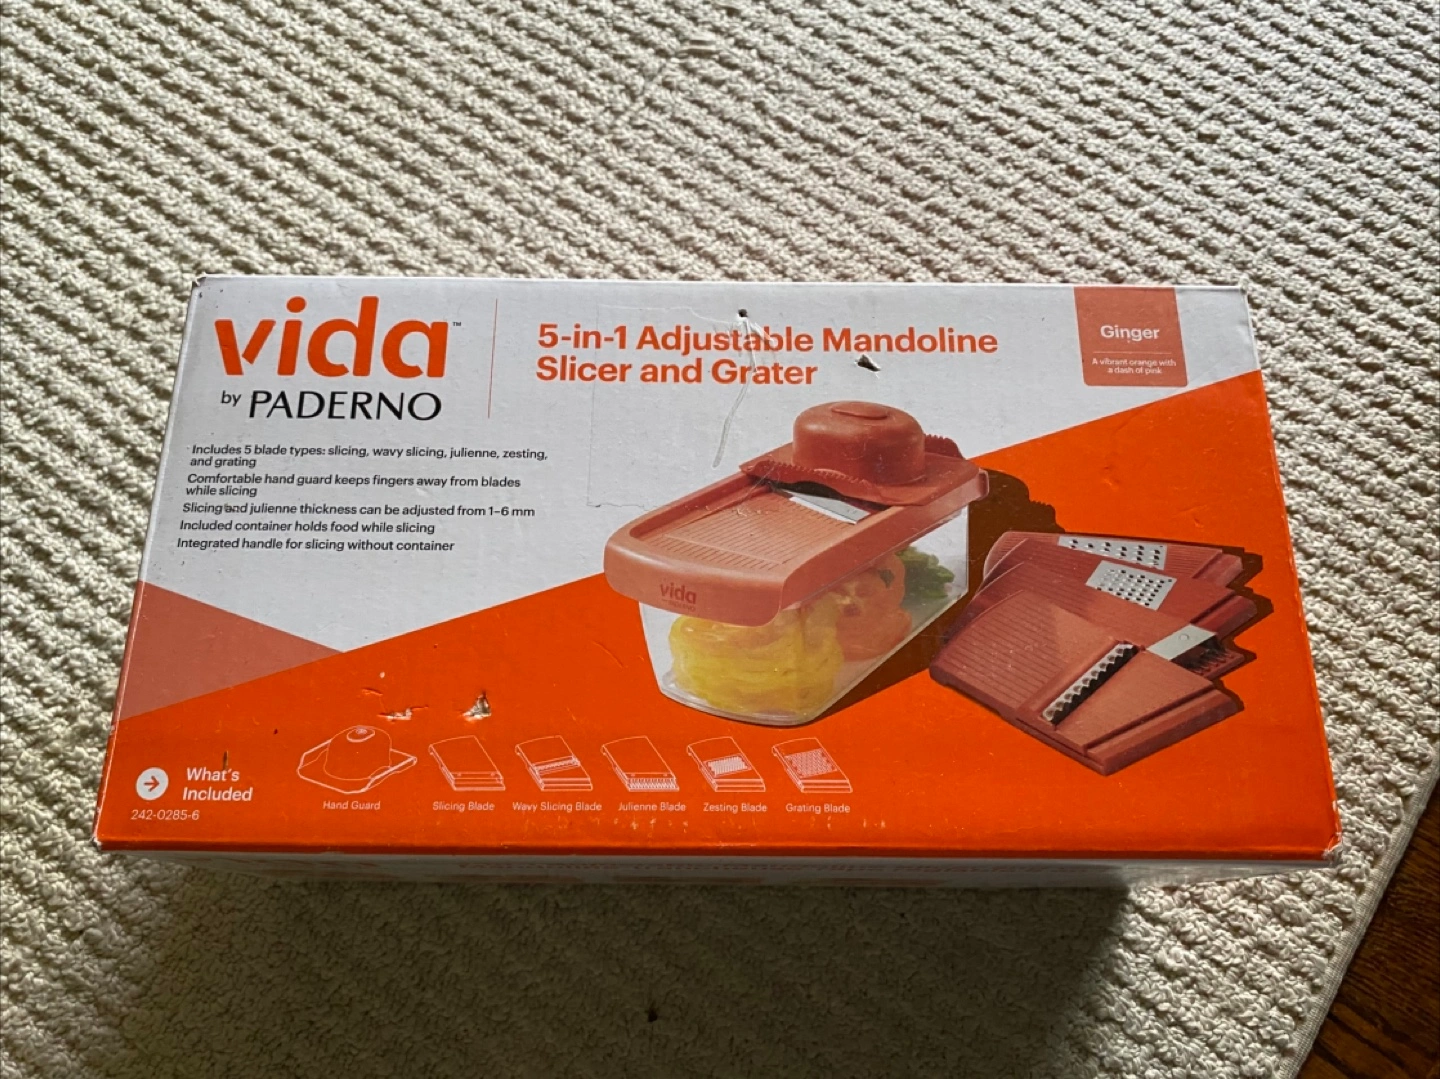 vida™
by PADERNO
5-in-1 Adjustable Mandoline
Slicer and Grater
Ginger
A vibrant orange with
a dash of pink
Includes 5 blade types: slicing, wavy slicing, julienne, zesting,
and grating
Comfortable hand guard keeps fingers away from blades
while slicing
Slicing and julienne thickness can be adjusted from 1–6 mm
Included container holds food while slicing
Integrated handle for slicing without container
vida
PADERNO
What's
Included
242-0285-6
Hand Guard
Slicing Blade
Wavy Slicing Blade
Julienne Blade
Zesting Blade
Grating Blade